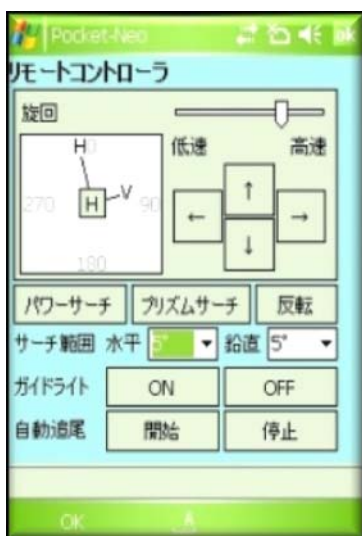 Pocket-Neo ok
リモートコントローラ
旋回
低速 高速
H0
V
270 H 90
180
↑
← →
↓
パワーサーチ プリズムサーチ 反転
サーチ範囲 水平 5° 鉛直 5°
ガイドライト ON OFF
自動追尾 開始 停止
OK A